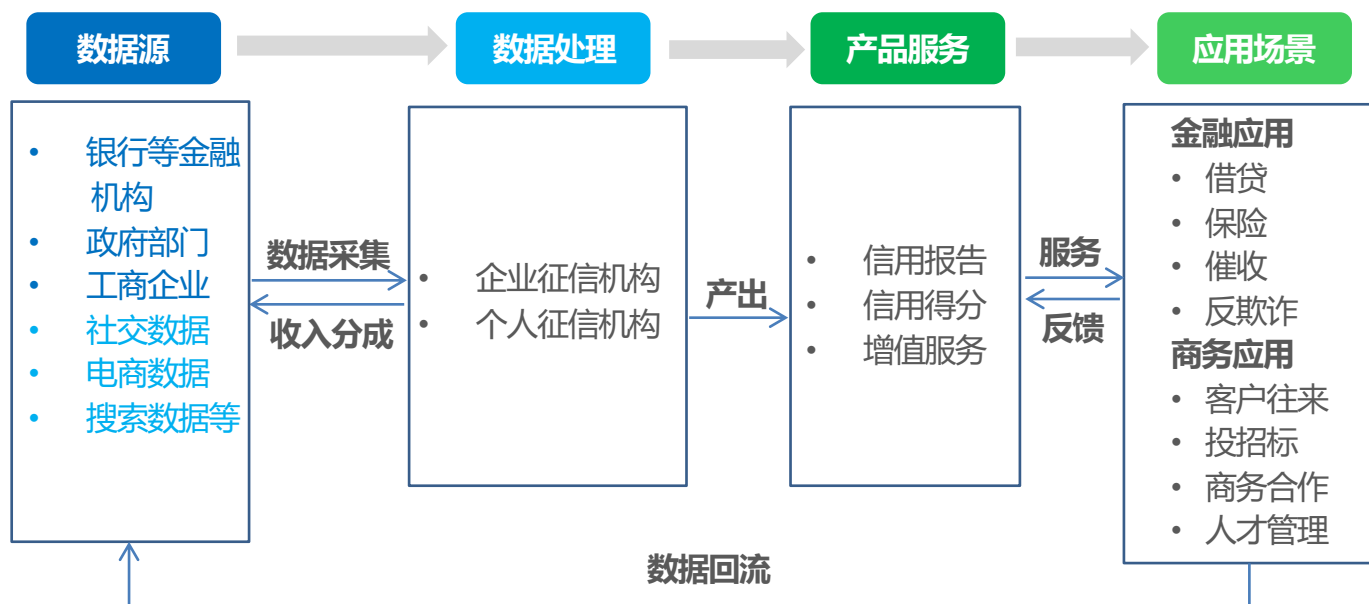 数据源
数据处理
产品服务
应用场景
• 银行等金融
机构
• 政府部门
• 工商企业
• 社交数据
• 电商数据
• 搜索数据等
数据采集
收入分成
• 企业征信机构
• 个人征信机构
产出
• 信用报告
• 信用得分
• 增值服务
服务
反馈
金融应用
• 借贷
• 保险
• 催收
• 反欺诈
商务应用
• 客户往来
• 投招标
• 商务合作
• 人才管理
数据回流